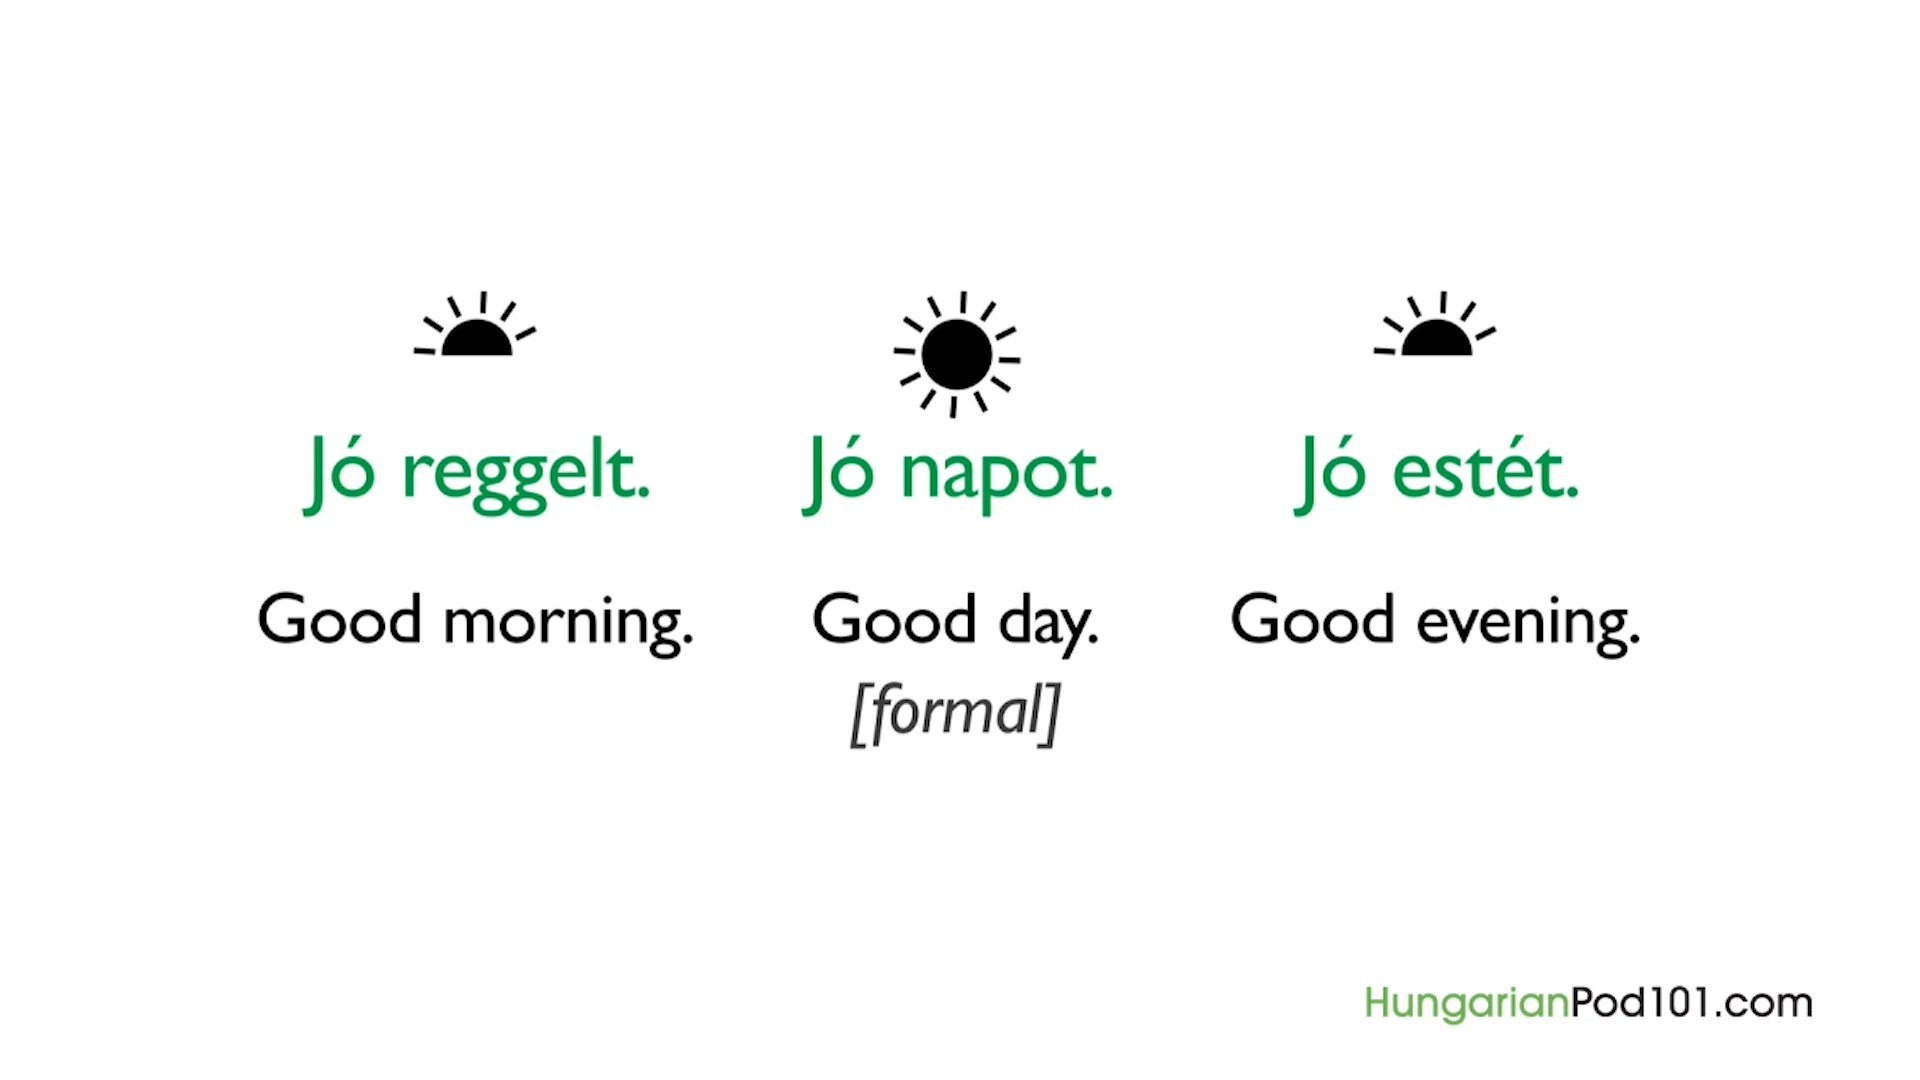 Jó reggelt.
Jó napot.
Jó estét.
Good morning.
Good day.
Good evening.
[formal]
HungarianPod101.com